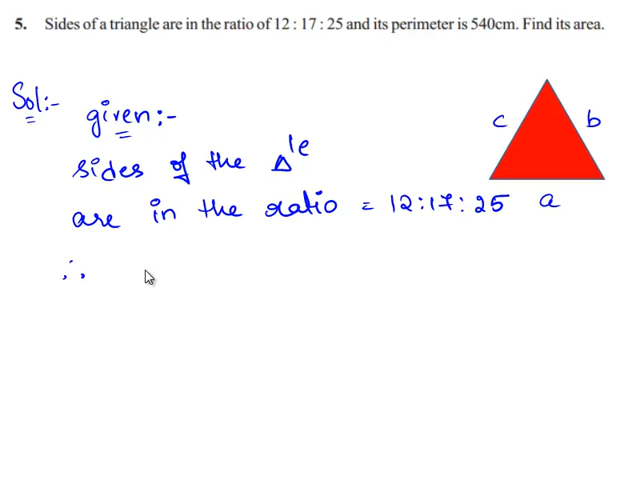 5. Sides of a triangle are in the ratio of 12 : 17 : 25 and its perimeter is 540cm. Find its area.
Sol:-
given:-
c b
sides of the Δle
are in the ratio = 12:17:25 a
∴